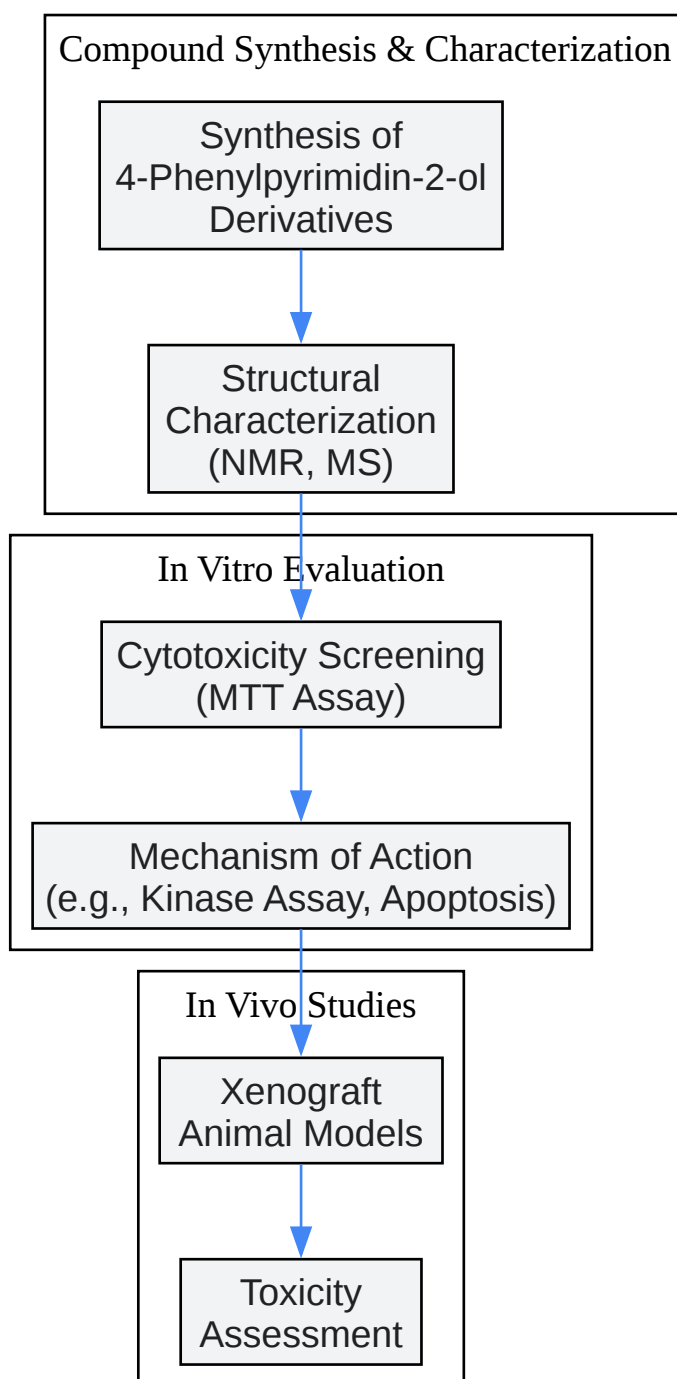 Compound Synthesis & Characterization
Synthesis of
4-Phenylpyrimidin-2-ol
Derivatives
Structural
Characterization
(NMR, MS)
In Vitro Evaluation
Cytotoxicity Screening
(MTT Assay)
Mechanism of Action
(e.g., Kinase Assay, Apoptosis)
In Vivo Studies
Xenograft
Animal Models
Toxicity
Assessment